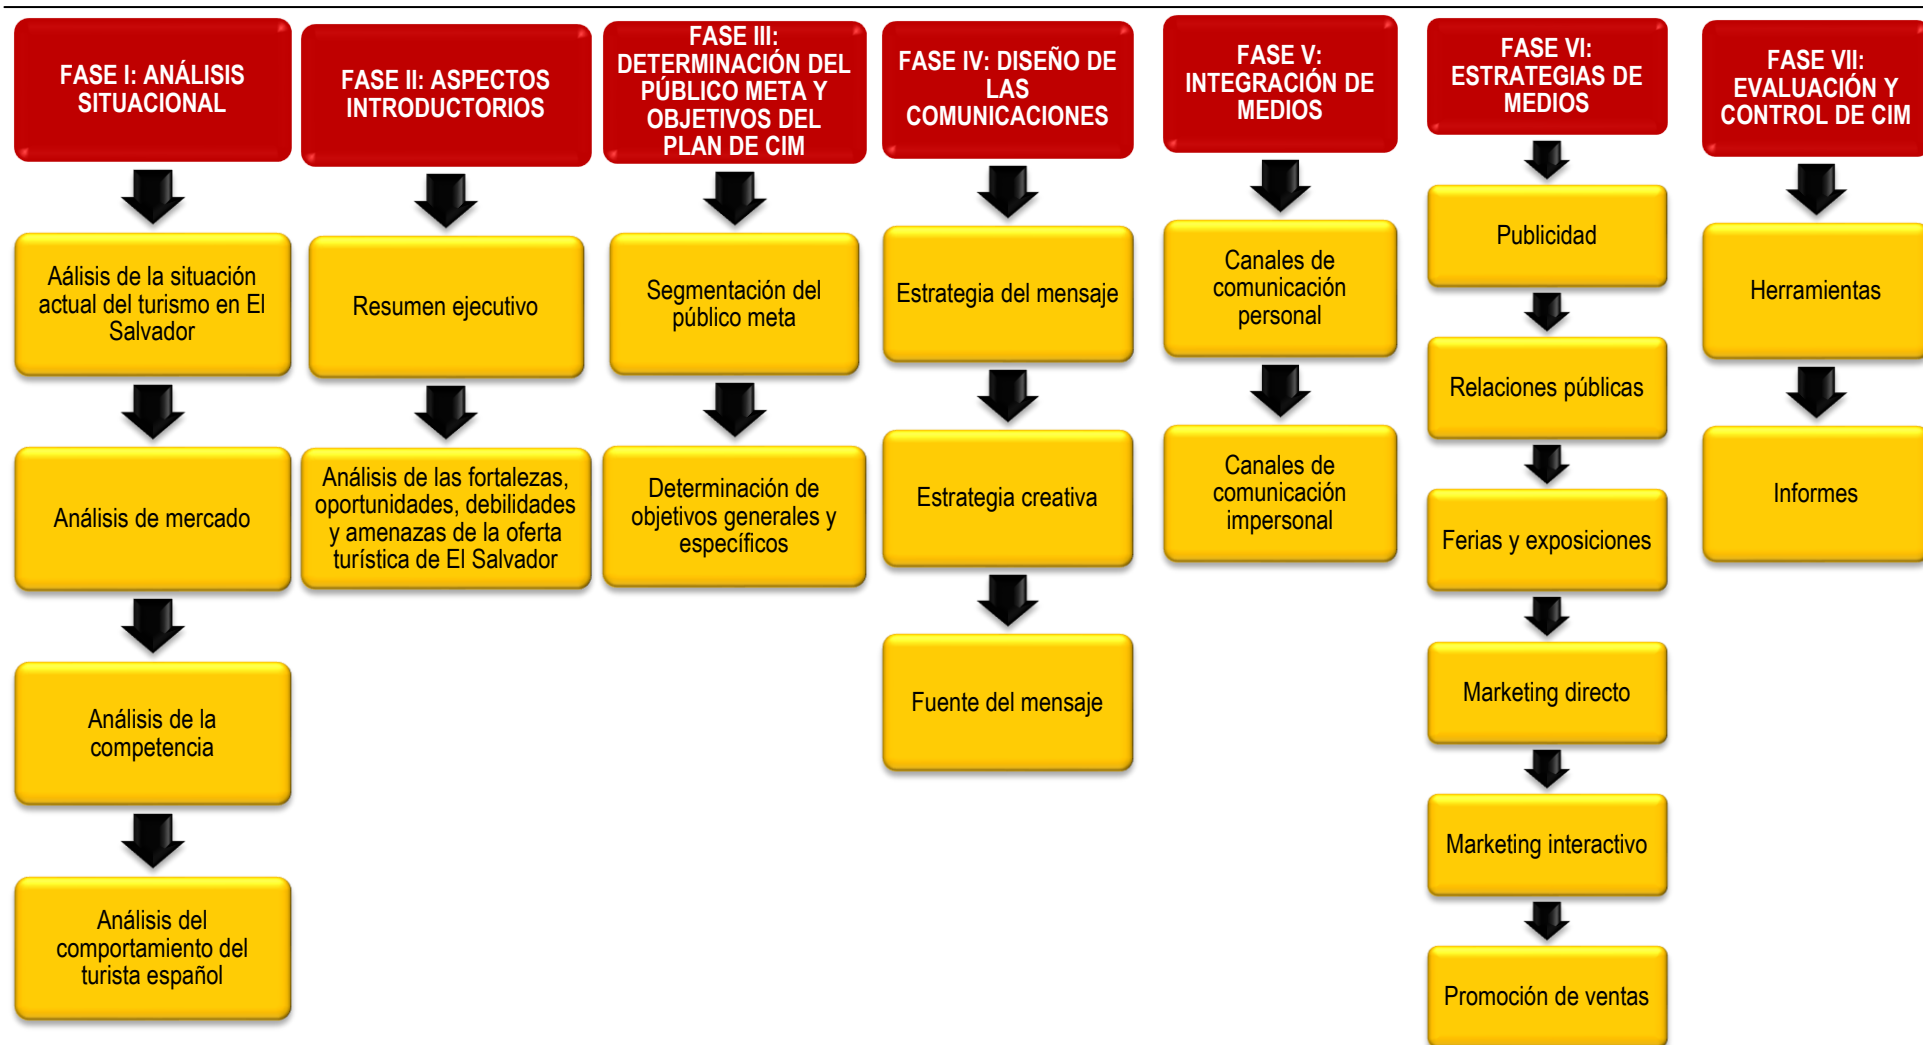 FASE I: ANÁLISIS
SITUACIONAL
Aálisis de la situación
actual del turismo en El
Salvador
Análisis de mercado
Análisis de la
competencia
Análisis del
comportamiento del
turista español
FASE II: ASPECTOS
INTRODUCTORIOS
Resumen ejecutivo
Análisis de las fortalezas,
oportunidades, debilidades
y amenazas de la oferta
turística de El Salvador
FASE III:
DETERMINACIÓN DEL
PÚBLICO META Y
OBJETIVOS DEL
PLAN DE CIM
Segmentación del
público meta
Determinación de
objetivos generales y
específicos
FASE IV: DISEÑO DE
LAS
COMUNICACIONES
Estrategia del mensaje
Estrategia creativa
Fuente del mensaje
FASE V:
INTEGRACIÓN DE
MEDIOS
Canales de
comunicación
personal
Canales de
comunicación
impersonal
FASE VI:
ESTRATEGIAS DE
MEDIOS
Publicidad
Relaciones públicas
Ferias y exposiciones
Marketing directo
Marketing interactivo
Promoción de ventas
FASE VII:
EVALUACIÓN Y
CONTROL DE CIM
Herramientas
Informes